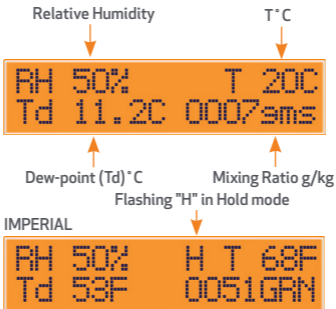 Relative Humidity T°C
RH 50% T 20C
Td 11.2C 0007gms
Dew-point (Td)°C Mixing Ratio g/kg
Flashing "H" in Hold mode
IMPERIAL
RH 50% H T 68F
Td 53F 0051GRN